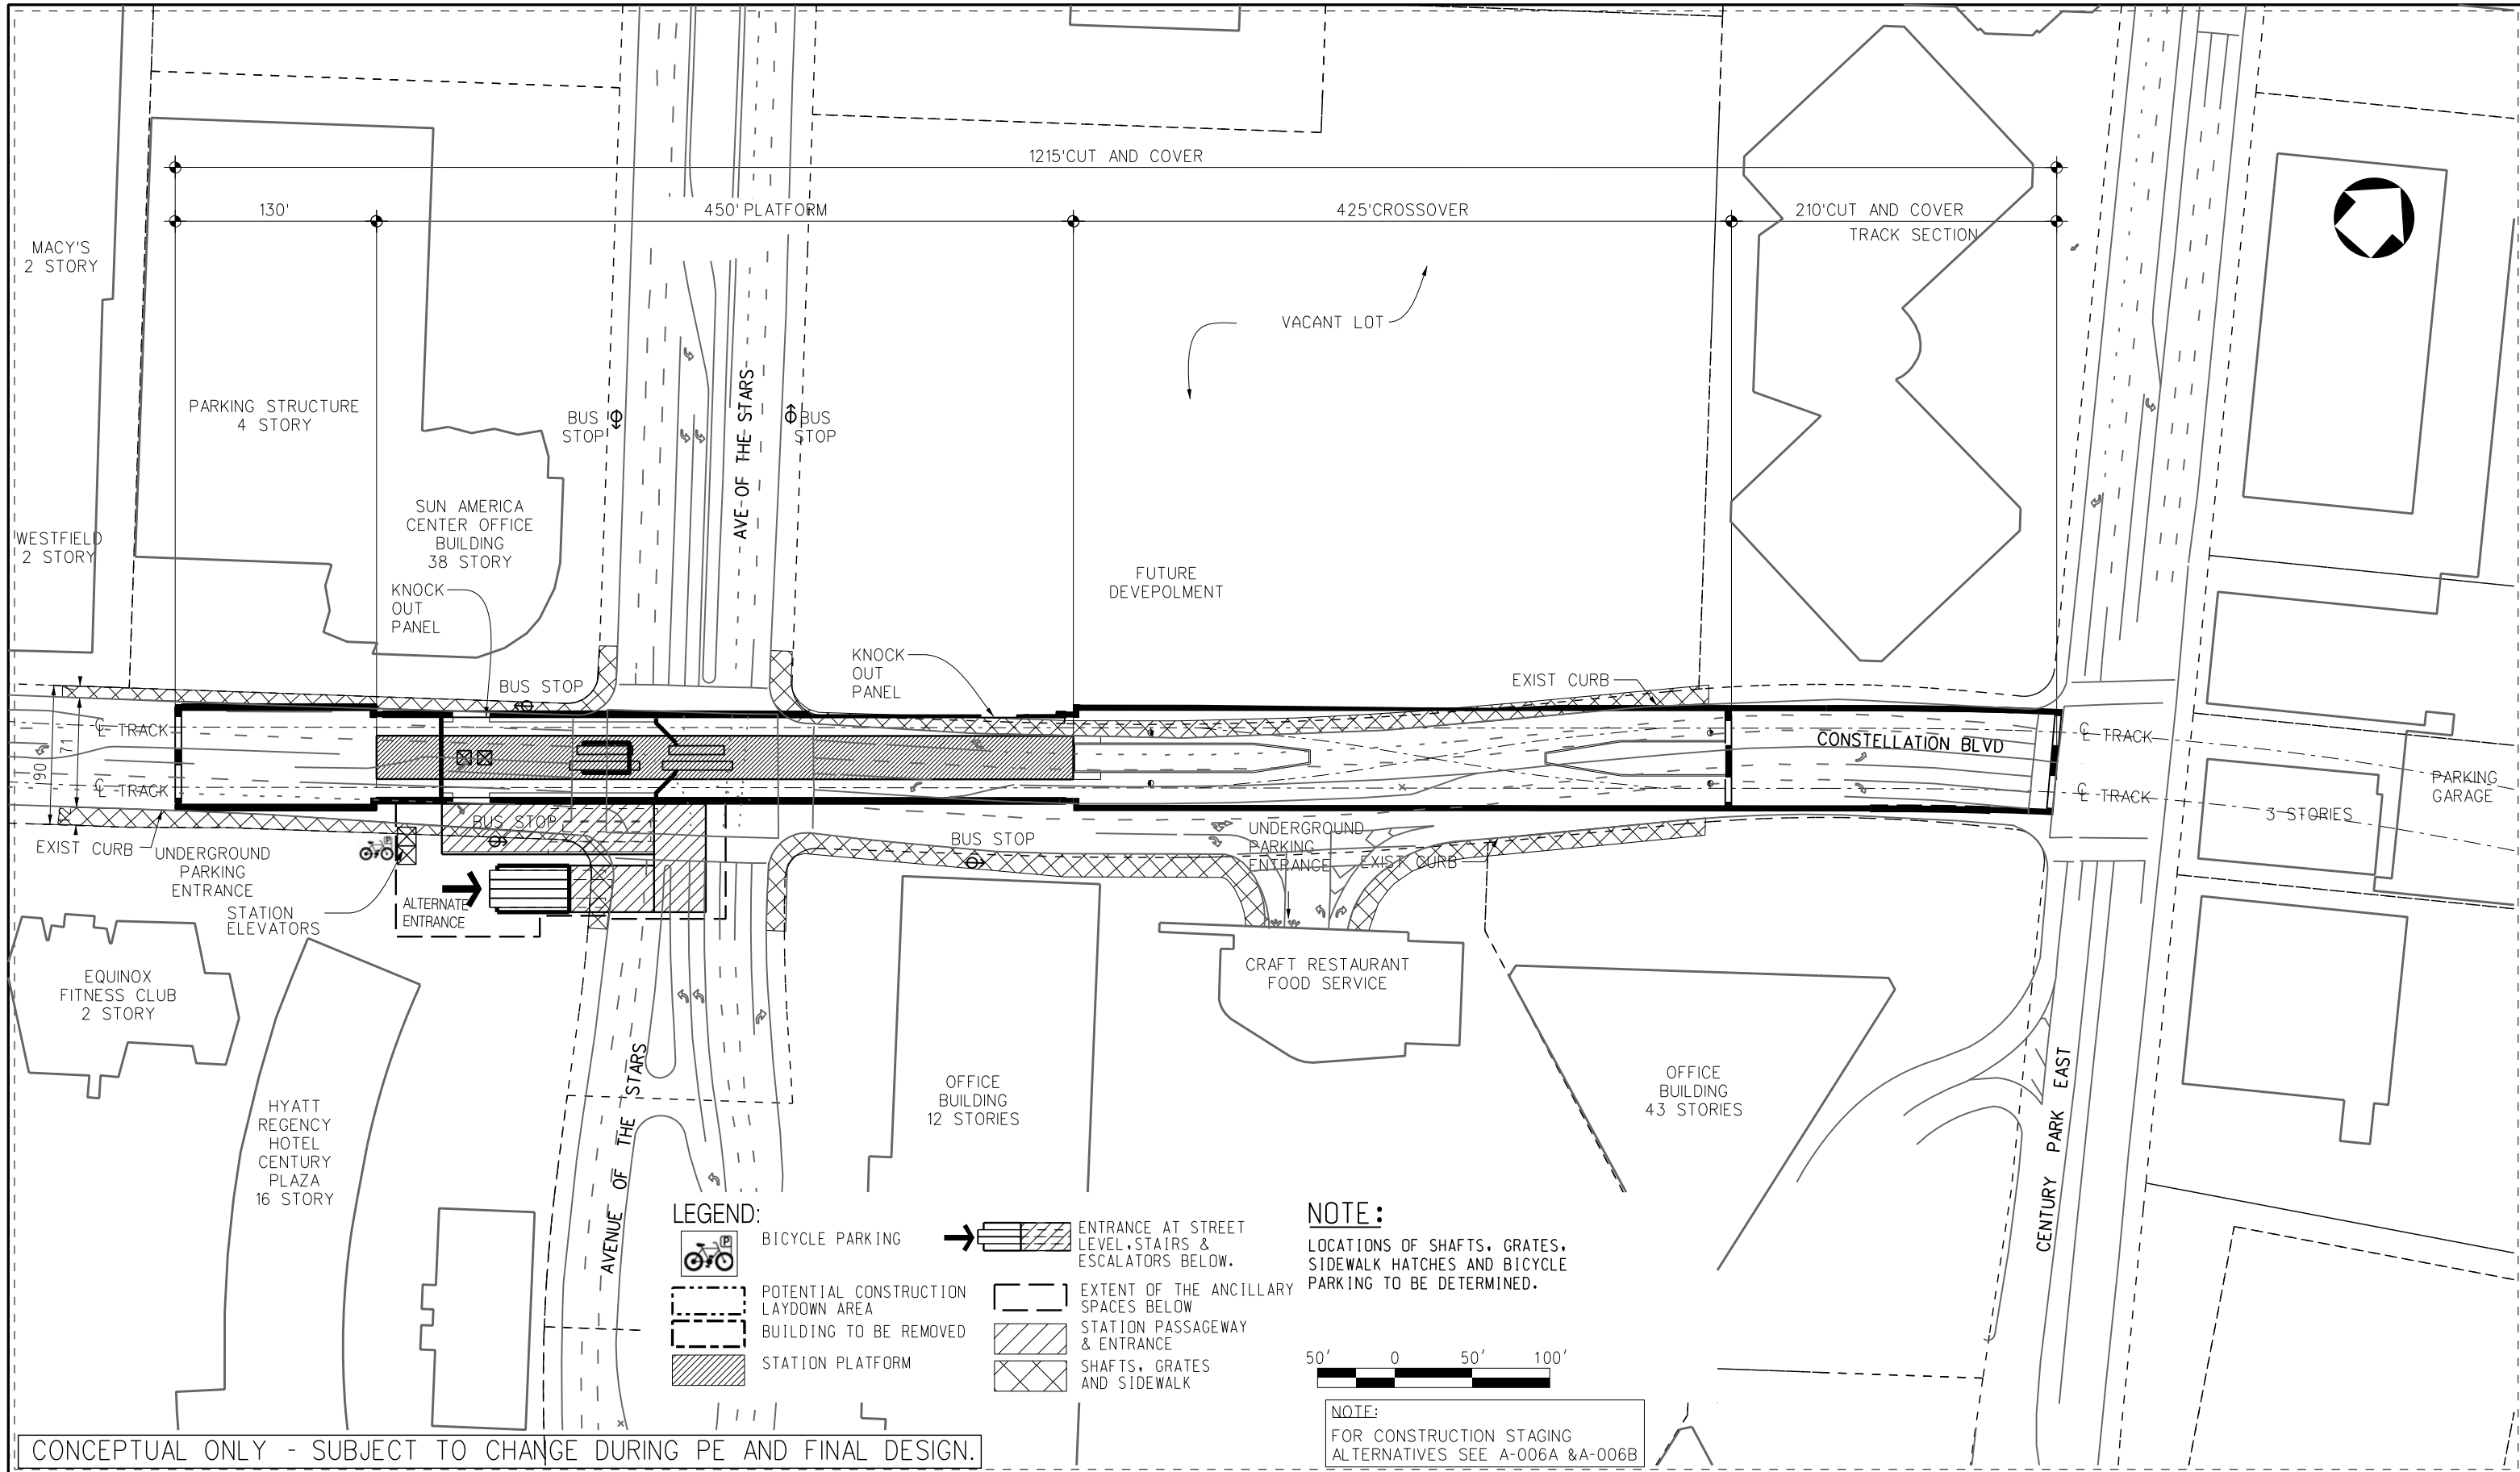 1215'CUT AND COVER
130'
450' PLATFORM
425'CROSSOVER
210'CUT AND COVER
TRACK SECTION
MACY'S
2 STORY
VACANT LOT
PARKING STRUCTURE
4 STORY
BUS
STOP
AVE OF THE STARS
BUS
STOP
SUN AMERICA
CENTER OFFICE
BUILDING
38 STORY
WESTFIELD
2 STORY
KNOCK
OUT
PANEL
FUTURE
DEVEPOLMENT
KNOCK
OUT
PANEL
BUS STOP
EXIST CURB
℄ TRACK
CONSTELLATION BLVD
℄ TRACK
90
71
℄ TRACK
℄ TRACK
PARKING
GARAGE
3 STORIES
BUS STOP
BUS STOP
UNDERGROUND
PARKING
ENTRANCE
EXIST CURB
EXIST CURB
UNDERGROUND
PARKING
ENTRANCE
P
STATION
ELEVATORS
ALTERNATE
ENTRANCE
EQUINOX
FITNESS CLUB
2 STORY
CRAFT RESTAURANT
FOOD SERVICE
OFFICE
BUILDING
12 STORIES
OFFICE
BUILDING
43 STORIES
HYATT
REGENCY
HOTEL
CENTURY
PLAZA
16 STORY
AVENUE OF THE STARS
CENTURY PARK EAST
LEGEND:
P
BICYCLE PARKING
POTENTIAL CONSTRUCTION
LAYDOWN AREA
BUILDING TO BE REMOVED
STATION PLATFORM
ENTRANCE AT STREET
LEVEL,STAIRS &
ESCALATORS BELOW.
EXTENT OF THE ANCILLARY
SPACES BELOW
STATION PASSAGEWAY
& ENTRANCE
SHAFTS, GRATES
AND SIDEWALK
NOTE:
LOCATIONS OF SHAFTS, GRATES,
SIDEWALK HATCHES AND BICYCLE
PARKING TO BE DETERMINED.
50' 0 50' 100'
NOTE:
FOR CONSTRUCTION STAGING
ALTERNATIVES SEE A-006A &A-006B
CONCEPTUAL ONLY - SUBJECT TO CHANGE DURING PE AND FINAL DESIGN.